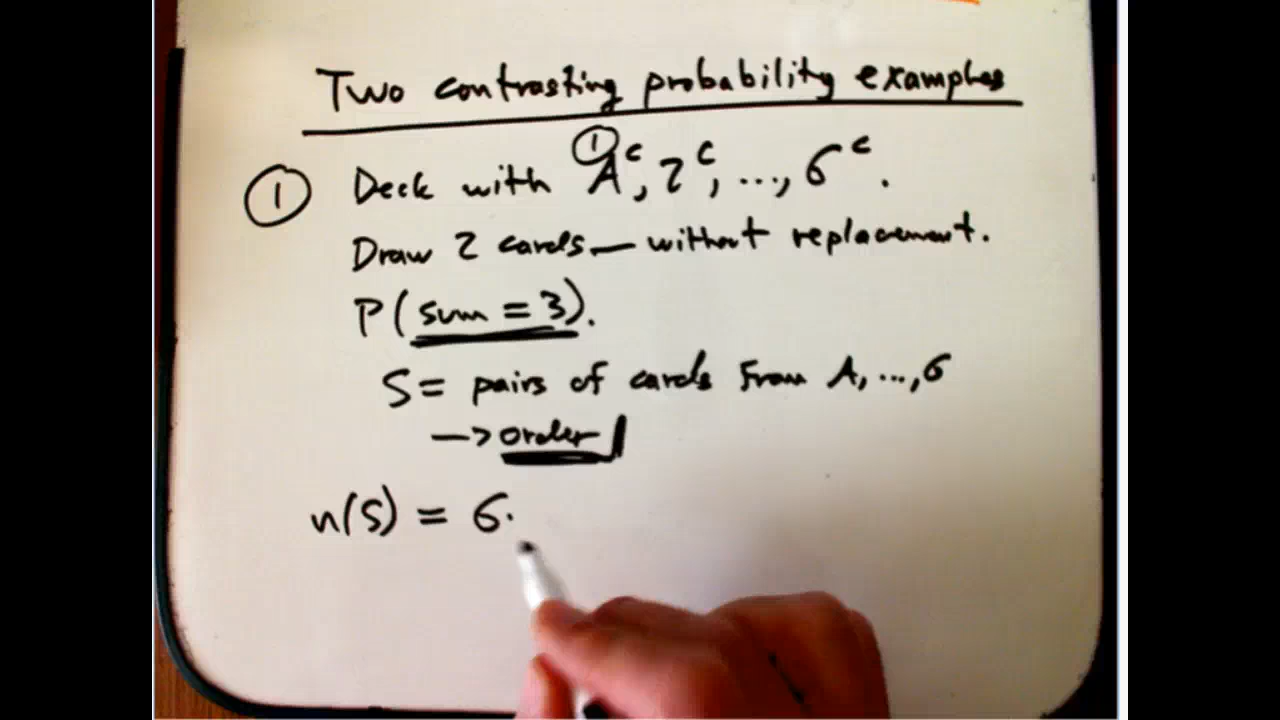 Two contrasting probability examples
① Deck with A^c, 2^c, ..., 6^c.
①
Draw 2 cards — without replacement.
P(sum = 3).
S = pairs of cards from A, ..., 6
→ order
n(S) = 6·